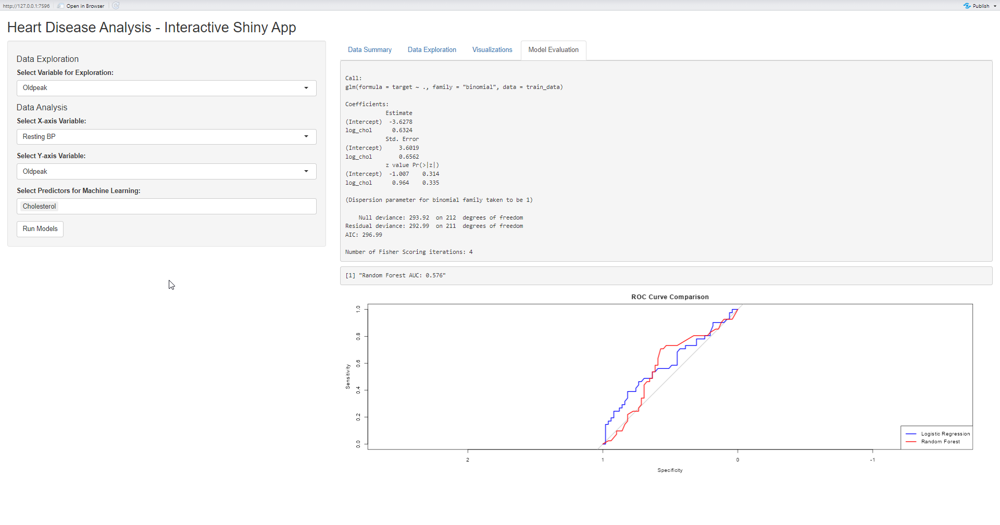 http://127.0.0.1:7596 Open in Browser Publish
Heart Disease Analysis - Interactive Shiny App
Data Exploration
Select Variable for Exploration:
Oldpeak
Data Analysis
Select X-axis Variable:
Resting BP
Select Y-axis Variable:
Oldpeak
Select Predictors for Machine Learning:
Cholesterol
Run Models
Data Summary Data Exploration Visualizations Model Evaluation
Call:
glm(formula = target ~ ., family = "binomial", data = train_data)
Coefficients:
Estimate
(Intercept) -3.6278
log_chol 0.6324
Std. Error
(Intercept) 3.6019
log_chol 0.6562
z value Pr(>|z|)
(Intercept) -1.007 0.314
log_chol 0.964 0.335
(Dispersion parameter for binomial family taken to be 1)
Null deviance: 293.92 on 212 degrees of freedom
Residual deviance: 292.99 on 211 degrees of freedom
AIC: 296.99
Number of Fisher Scoring iterations: 4
[1] "Random Forest AUC: 0.576"
ROC Curve Comparison
Sensitivity
1.0
0.8
0.6
0.4
0.2
0.0
Logistic Regression
Random Forest
2 1 0 -1
Specificity